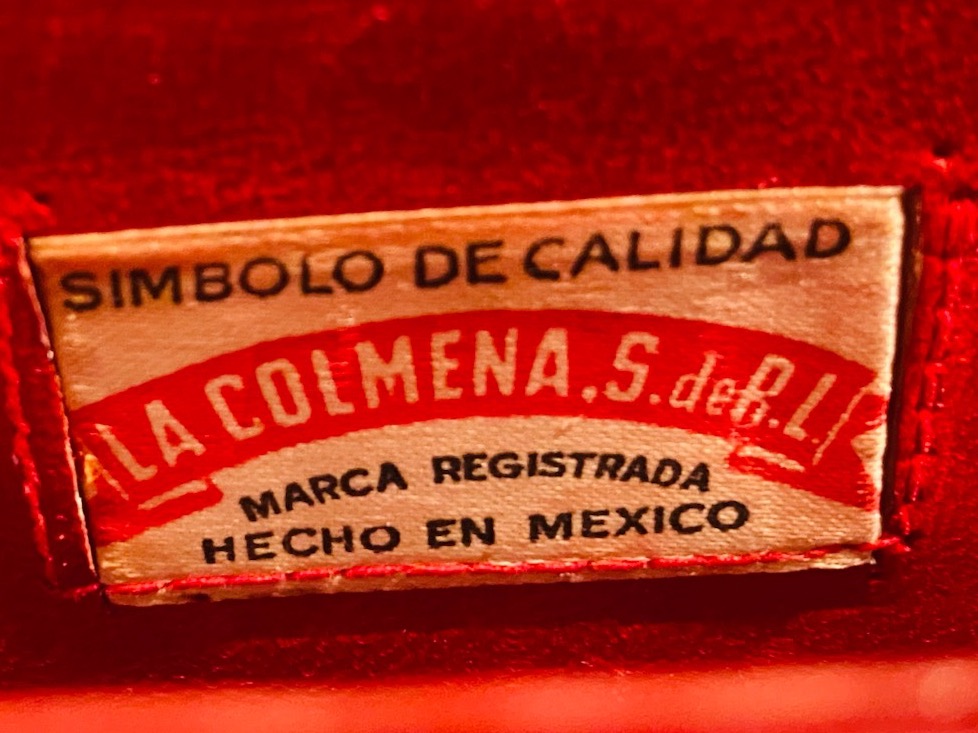 SIMBOLO DE CALIDAD
LA COLMENA, S. de R.L.
MARCA REGISTRADA
HECHO EN MEXICO